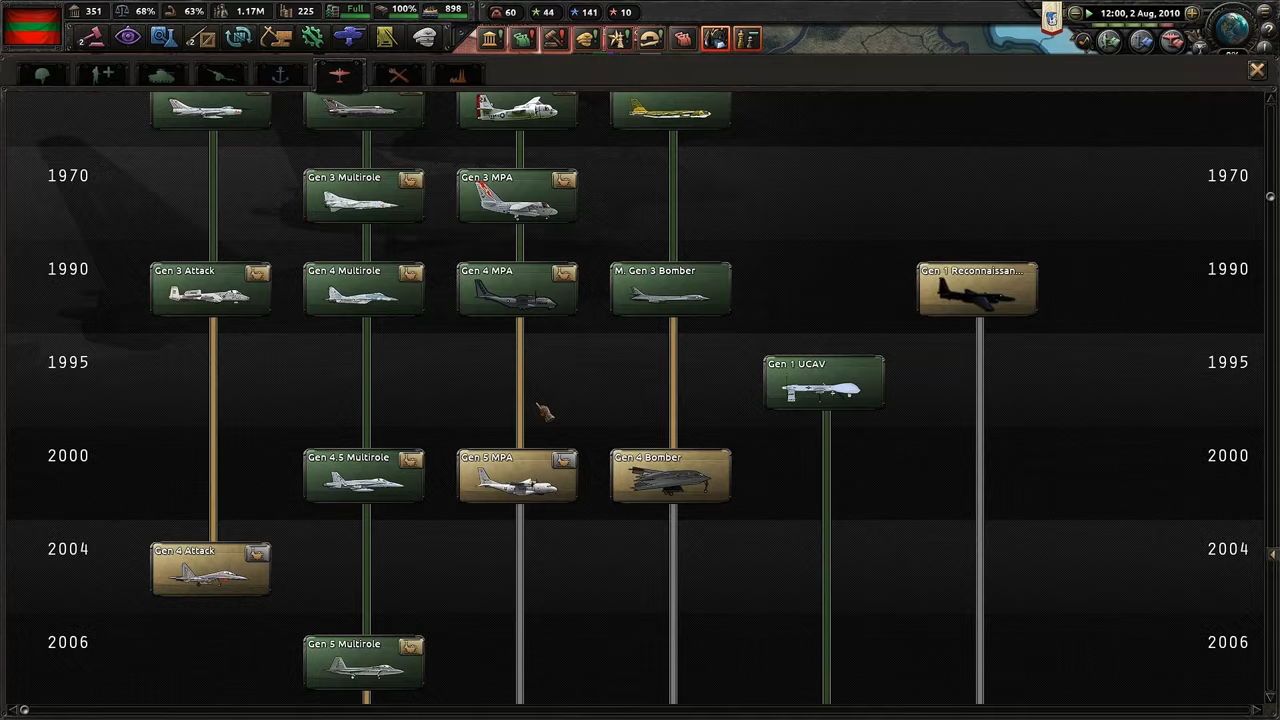 351 68% 63% 1.17M 225 Full 100% 898 60 44 141 10 12:00, 2 Aug, 2010
2 2
1970 Gen 3 Multirole Gen 3 MPA 1970
1990 Gen 3 Attack Gen 4 Multirole Gen 4 MPA M. Gen 3 Bomber Gen 1 Reconnaissan... 1990
1995 Gen 1 UCAV 1995
2000 Gen 4.5 Multirole Gen 5 MPA Gen 4 Bomber 2000
2004 Gen 4 Attack 2004
2006 Gen 5 Multirole 2006